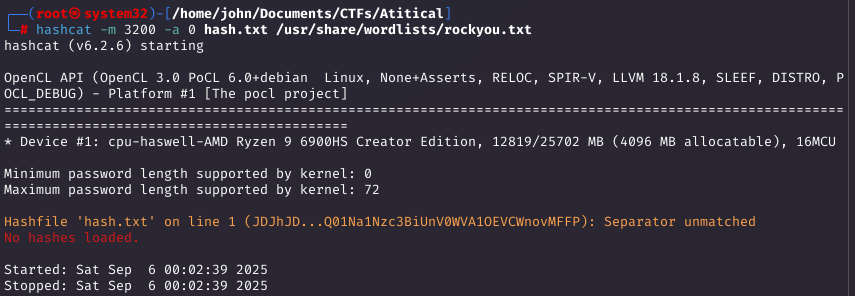 (root㉿system32)-[/home/john/Documents/CTFs/Atitical]
# hashcat -m 3200 -a 0 hash.txt /usr/share/wordlists/rockyou.txt
hashcat (v6.2.6) starting
OpenCL API (OpenCL 3.0 PoCL 6.0+debian  Linux, None+Asserts, RELOC, SPIR-V, LLVM 18.1.8, SLEEF, DISTRO, P
OCL_DEBUG) - Platform #1 [The pocl project]
=========================================================================================================
===========================================
* Device #1: cpu-haswell-AMD Ryzen 9 6900HS Creator Edition, 12819/25702 MB (4096 MB allocatable), 16MCU
Minimum password length supported by kernel: 0
Maximum password length supported by kernel: 72
Hashfile 'hash.txt' on line 1 (JDJhJD...Q01Na1Nzc3BiUnV0WVA1OEVCWnovMFFP): Separator unmatched
No hashes loaded.
Started: Sat Sep  6 00:02:39 2025
Stopped: Sat Sep  6 00:02:39 2025